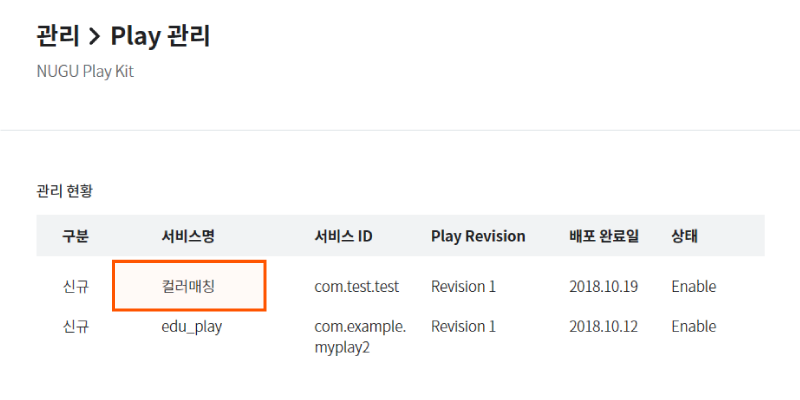 관리 > Play 관리
NUGU Play Kit
관리 현황
구분 서비스명 서비스 ID Play Revision 배포 완료일 상태
신규 컬러매칭 com.test.test Revision 1 2018.10.19 Enable
신규 edu_play com.example. Revision 1 2018.10.12 Enable
myplay2